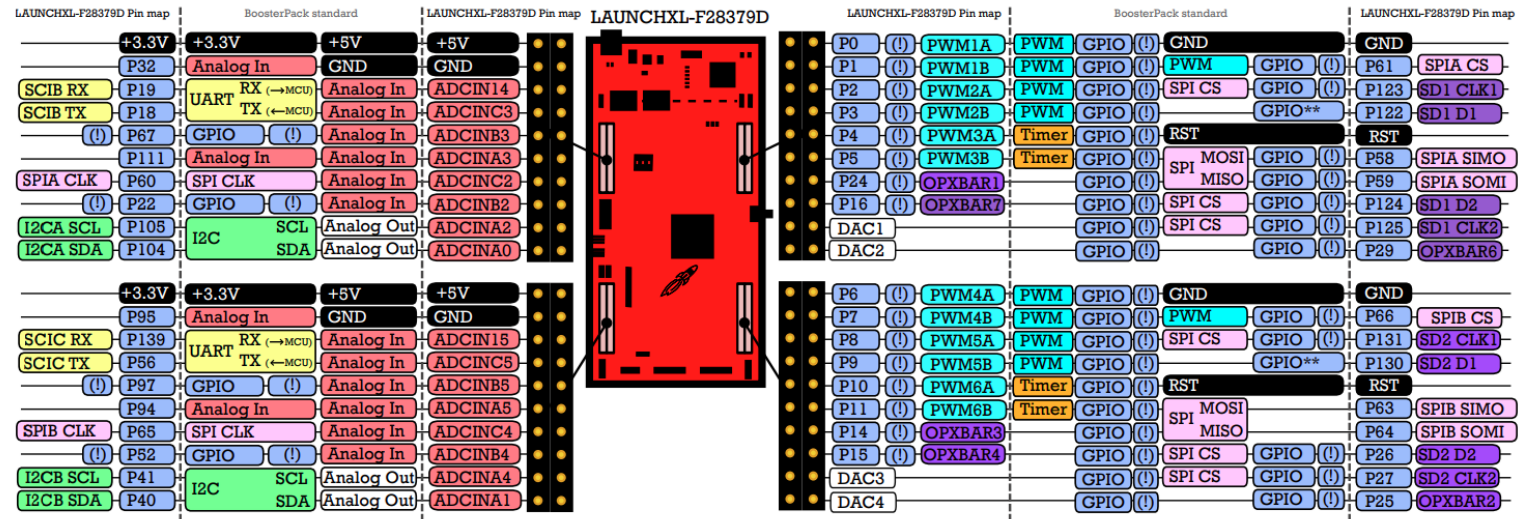 LAUNCHXL-F28379D Pin map BoosterPack standard LAUNCHXL-F28379D Pin map LAUNCHXL-F28379D LAUNCHXL-F28379D Pin map BoosterPack standard LAUNCHXL-F28379D Pin map
+3.3V +3.3V +5V +5V P0 (!) PWM1A PWM GPIO (!) GND GND
P32 Analog In GND GND P1 (!) PWM1B PWM GPIO (!) PWM GPIO (!) P61 SPIA CS
SCIB RX P19 UART RX (→MCU) Analog In ADCIN14 P2 (!) PWM2A PWM GPIO (!) SPI CS GPIO (!) P123 SD1 CLK1
SCIB TX P18 TX (←MCU) Analog In ADCINC3 P3 (!) PWM2B PWM GPIO (!) GPIO** P122 SD1 D1
(!) P67 GPIO (!) Analog In ADCINB3 P4 (!) PWM3A Timer GPIO (!) RST RST
P111 Analog In Analog In ADCINA3 P5 (!) PWM3B Timer GPIO (!) SPI MOSI GPIO (!) P58 SPIA SIMO
SPIA CLK P60 SPI CLK Analog In ADCINC2 P24 (!) OPXBAR1 GPIO (!) MISO GPIO (!) P59 SPIA SOMI
(!) P22 GPIO (!) Analog In ADCINB2 P16 (!) OPXBAR7 GPIO (!) SPI CS GPIO (!) P124 SD1 D2
I2CA SCL P105 I2C SCL Analog Out ADCINA2 DAC1 GPIO (!) SPI CS GPIO (!) P125 SD1 CLK2
I2CA SDA P104 SDA Analog Out ADCINA0 DAC2 GPIO (!) GPIO (!) P29 OPXBAR6
+3.3V +3.3V +5V +5V P6 (!) PWM4A PWM GPIO (!) GND GND
P95 Analog In GND GND P7 (!) PWM4B PWM GPIO (!) PWM GPIO (!) P66 SPIB CS
SCIC RX P139 UART RX (→MCU) Analog In ADCIN15 P8 (!) PWM5A PWM GPIO (!) SPI CS GPIO (!) P131 SD2 CLK1
SCIC TX P56 TX (←MCU) Analog In ADCINC5 P9 (!) PWM5B PWM GPIO (!) GPIO** P130 SD2 D1
(!) P97 GPIO (!) Analog In ADCINB5 P10 (!) PWM6A Timer GPIO (!) RST RST
P94 Analog In Analog In ADCINA5 P11 (!) PWM6B Timer GPIO (!) SPI MOSI P63 SPIB SIMO
SPIB CLK P65 SPI CLK Analog In ADCINC4 P14 (!) OPXBAR3 GPIO (!) MISO P64 SPIB SOMI
(!) P52 GPIO (!) Analog In ADCINB4 P15 (!) OPXBAR4 GPIO (!) SPI CS GPIO (!) P26 SD2 D2
I2CB SCL P41 I2C SCL Analog Out ADCINA4 DAC3 GPIO (!) SPI CS GPIO (!) P27 SD2 CLK2
I2CB SDA P40 SDA Analog Out ADCINA1 DAC4 GPIO (!) GPIO (!) P25 OPXBAR2